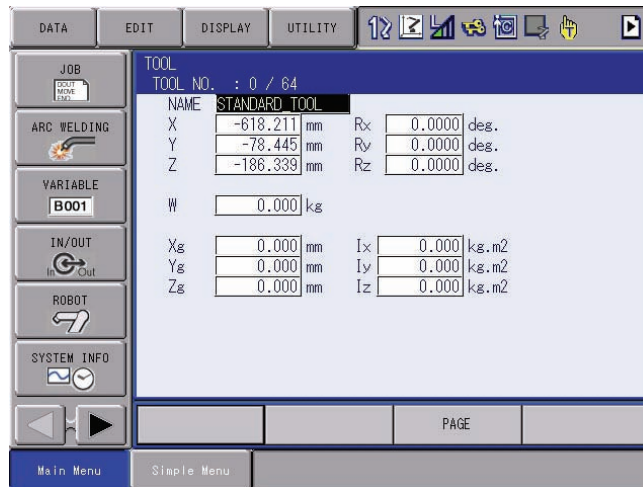 DATA EDIT DISPLAY UTILITY
JOB
DOUT
MOVE
END
ARC WELDING
VARIABLE
B001
IN/OUT
In Out
ROBOT
SYSTEM INFO
TOOL
TOOL NO. : 0 / 64
NAME STANDARD_TOOL
X -618.211 mm Rx 0.0000 deg.
Y -78.445 mm Ry 0.0000 deg.
Z -186.339 mm Rz 0.0000 deg.
W 0.000 kg
Xg 0.000 mm Ix 0.000 kg.m2
Yg 0.000 mm Iy 0.000 kg.m2
Zg 0.000 mm Iz 0.000 kg.m2
PAGE
Main Menu Simple Menu